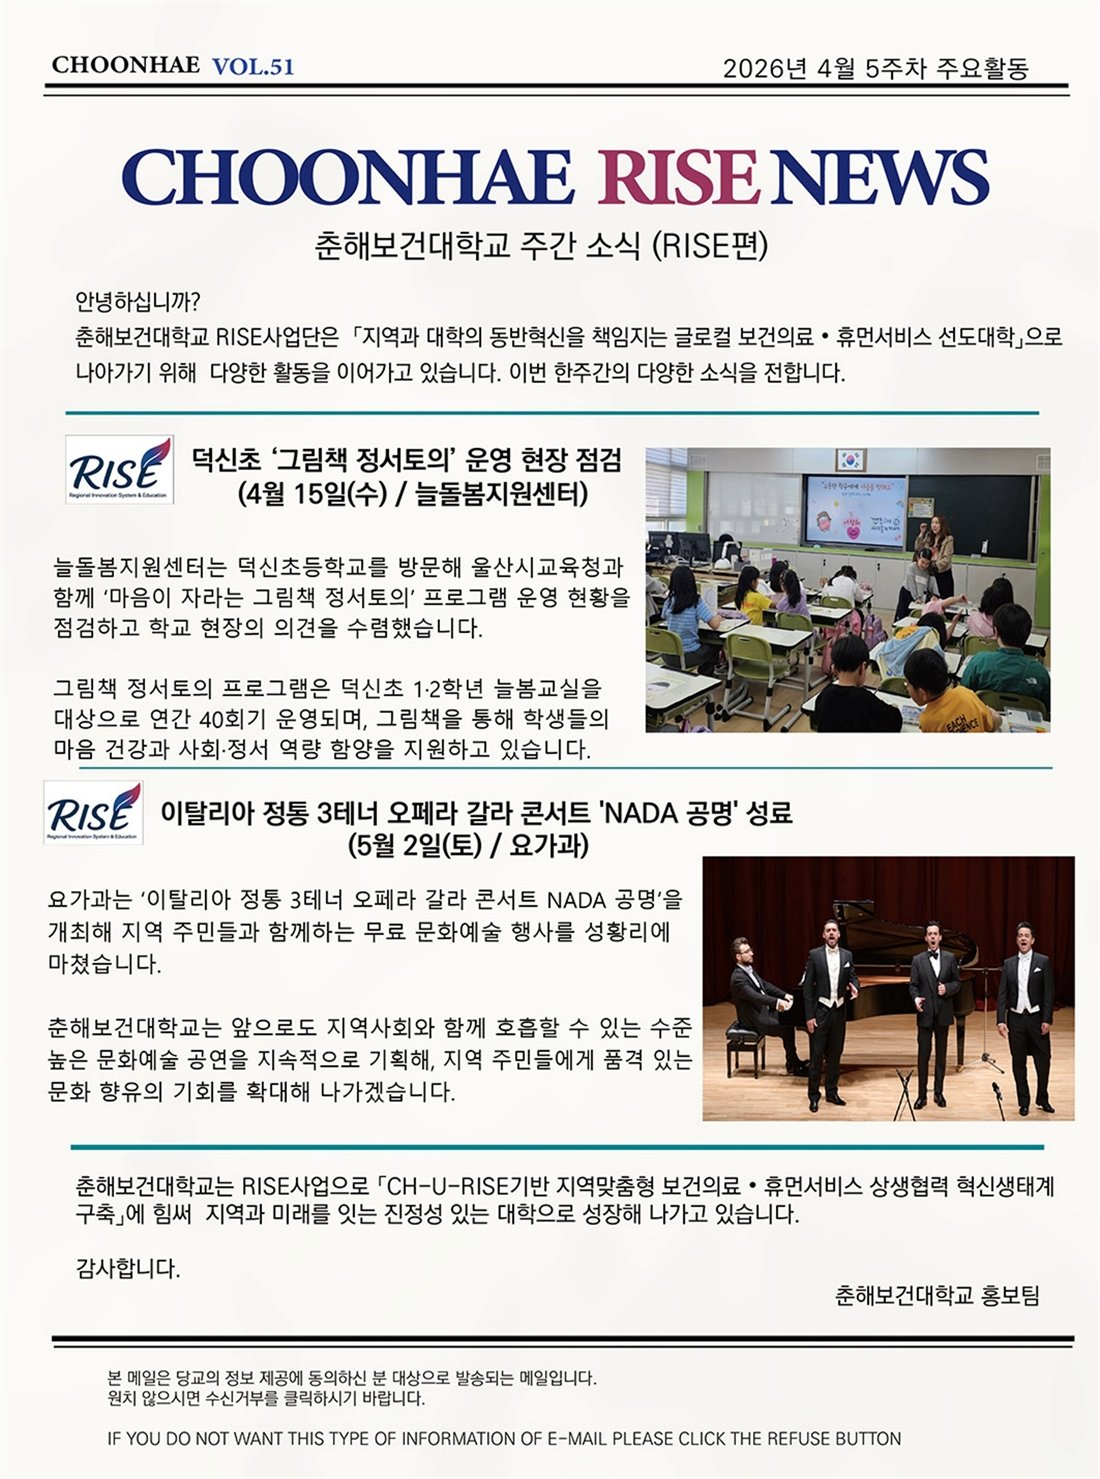 CHOONHAE VOL.51
2026년 4월 5주차 주요활동
CHOONHAE RISE NEWS
춘해보건대학교 주간 소식 (RISE편)
안녕하십니까?
춘해보건대학교 RISE사업단은 「지역과 대학의 동반혁신을 책임지는 글로컬 보건의료 • 휴먼서비스 선도대학」으로
나아가기 위해 다양한 활동을 이어가고 있습니다. 이번 한주간의 다양한 소식을 전합니다.
RISE
Regional Innovation System & Education
덕신초 ‘그림책 정서토의’ 운영 현장 점검
(4월 15일(수) / 늘돌봄지원센터)
늘돌봄지원센터는 덕신초등학교를 방문해 울산시교육청과
함께 ‘마음이 자라는 그림책 정서토의’ 프로그램 운영 현황을
점검하고 학교 현장의 의견을 수렴했습니다.
그림책 정서토의 프로그램은 덕신초 1·2학년 늘봄교실을
대상으로 연간 40회기 운영되며, 그림책을 통해 학생들의
마음 건강과 사회·정서 역량 함양을 지원하고 있습니다.
EACH
RISE
Regional Innovation System & Education
이탈리아 정통 3테너 오페라 갈라 콘서트 'NADA 공명' 성료
(5월 2일(토) / 요가과)
요가과는 ‘이탈리아 정통 3테너 오페라 갈라 콘서트 NADA 공명’을
개최해 지역 주민들과 함께하는 무료 문화예술 행사를 성황리에
마쳤습니다.
춘해보건대학교는 앞으로도 지역사회와 함께 호흡할 수 있는 수준
높은 문화예술 공연을 지속적으로 기획해, 지역 주민들에게 품격 있는
문화 향유의 기회를 확대해 나가겠습니다.
춘해보건대학교는 RISE사업으로 「CH-U-RISE기반 지역맞춤형 보건의료 • 휴먼서비스 상생협력 혁신생태계
구축」에 힘써 지역과 미래를 잇는 진정성 있는 대학으로 성장해 나가고 있습니다.
감사합니다.
춘해보건대학교 홍보팀
본 메일은 당교의 정보 제공에 동의하신 분 대상으로 발송되는 메일입니다.
원치 않으시면 수신거부를 클릭하시기 바랍니다.
IF YOU DO NOT WANT THIS TYPE OF INFORMATION OF E-MAIL PLEASE CLICK THE REFUSE BUTTON